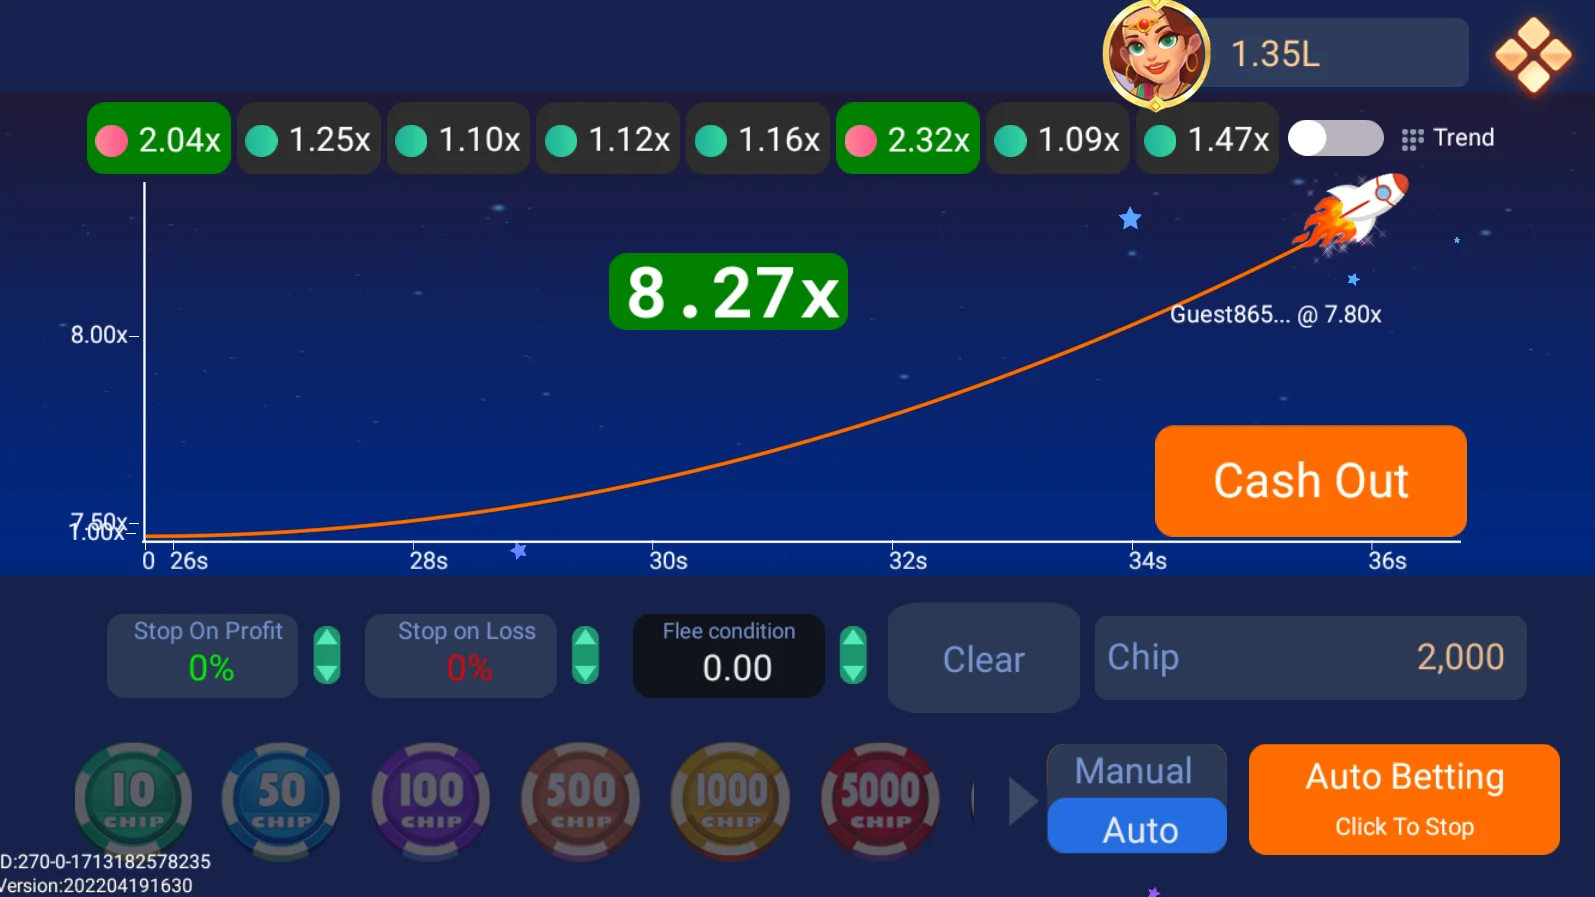 1.35L
2.04x 1.25x 1.10x 1.12x 1.16x 2.32x 1.09x 1.47x Trend
8.27x
Guest865... @ 7.80x
8.00x
7.50x
1.00x
Cash Out
0 26s 28s 30s 32s 34s 36s
Stop On Profit
0%
Stop on Loss
0%
Flee condition
0.00
Clear
Chip 2,000
10 CHIP
50 CHIP
100 CHIP
500 CHIP
1000 CHIP
5000 CHIP
Manual
Auto
Auto Betting
Click To Stop
D:270-0-1713182578235
Version:202204191630